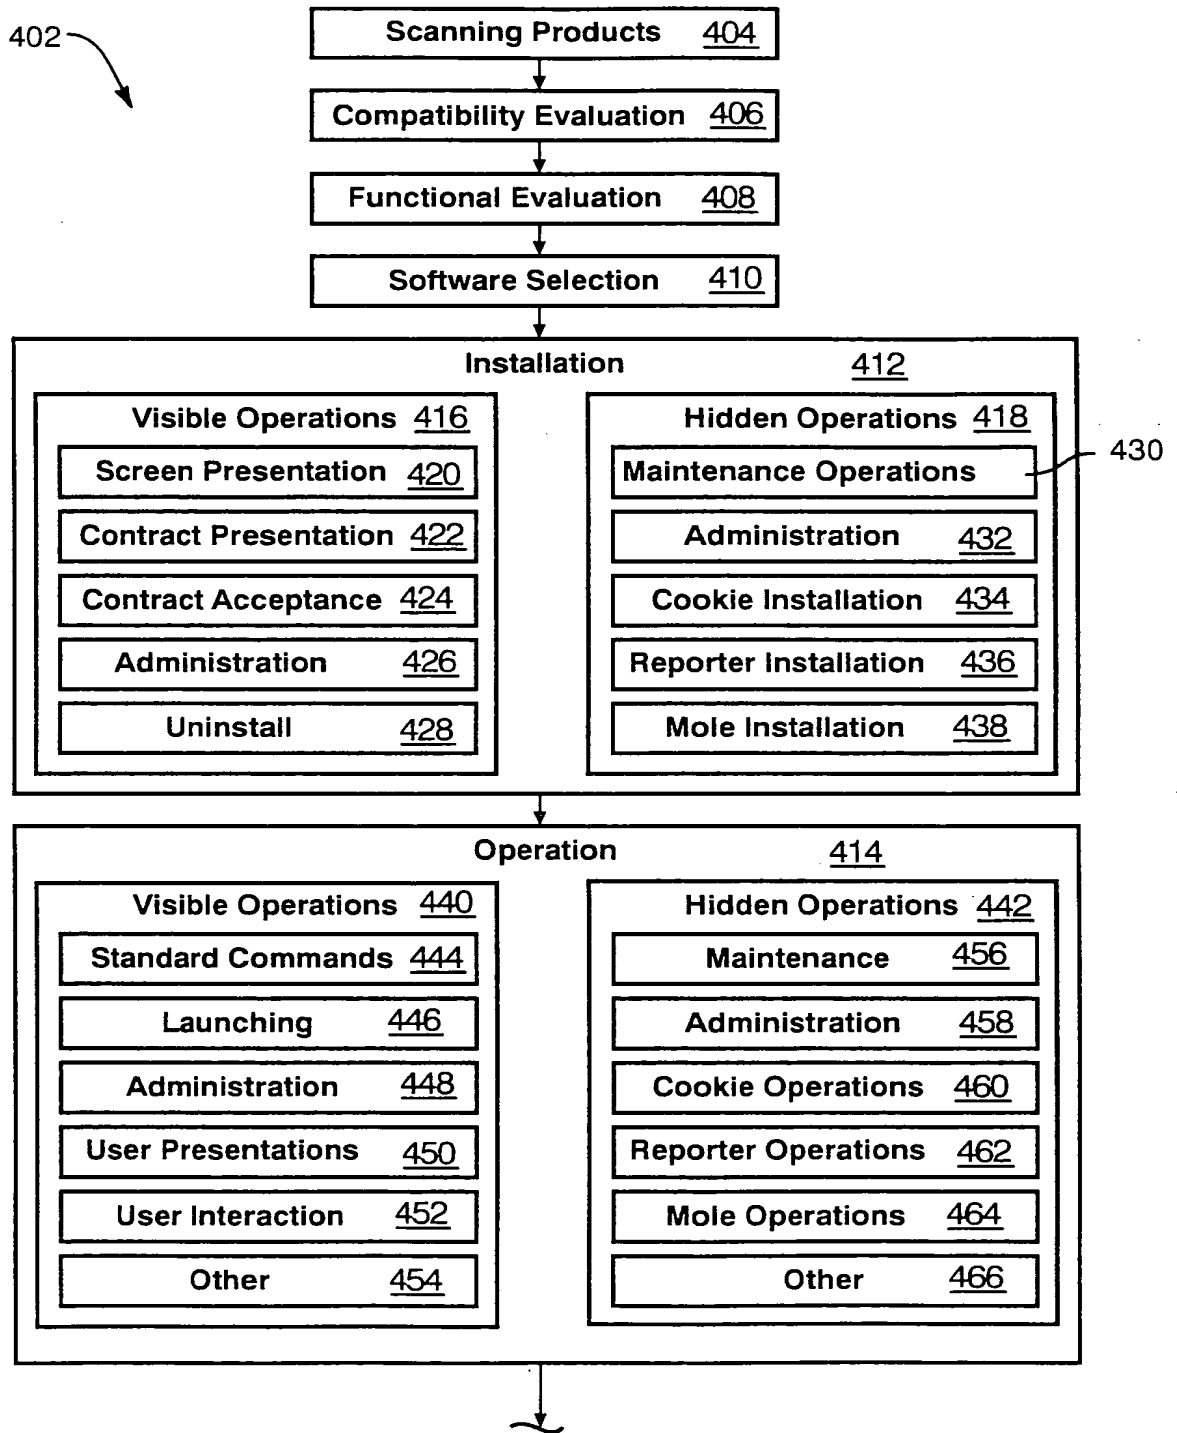 402
Scanning Products 404
Compatibility Evaluation 406
Functional Evaluation 408
Software Selection 410
Installation 412
Visible Operations 416
Screen Presentation 420
Contract Presentation 422
Contract Acceptance 424
Administration 426
Uninstall 428
Hidden Operations 418
Maintenance Operations
430
Administration 432
Cookie Installation 434
Reporter Installation 436
Mole Installation 438
Operation 414
Visible Operations 440
Standard Commands 444
Launching 446
Administration 448
User Presentations 450
User Interaction 452
Other 454
Hidden Operations 442
Maintenance 456
Administration 458
Cookie Operations 460
Reporter Operations 462
Mole Operations 464
Other 466